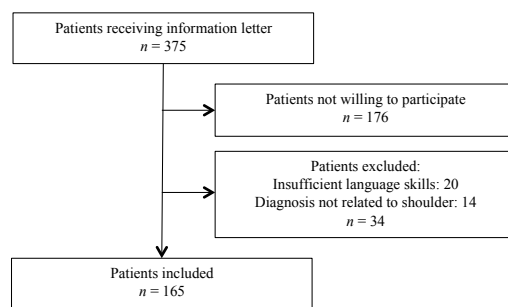 Patients receiving information letter
n = 375
Patients not willing to participate
n = 176
Patients excluded:
Insufficient language skills: 20
Diagnosis not related to shoulder: 14
n = 34
Patients included
n = 165